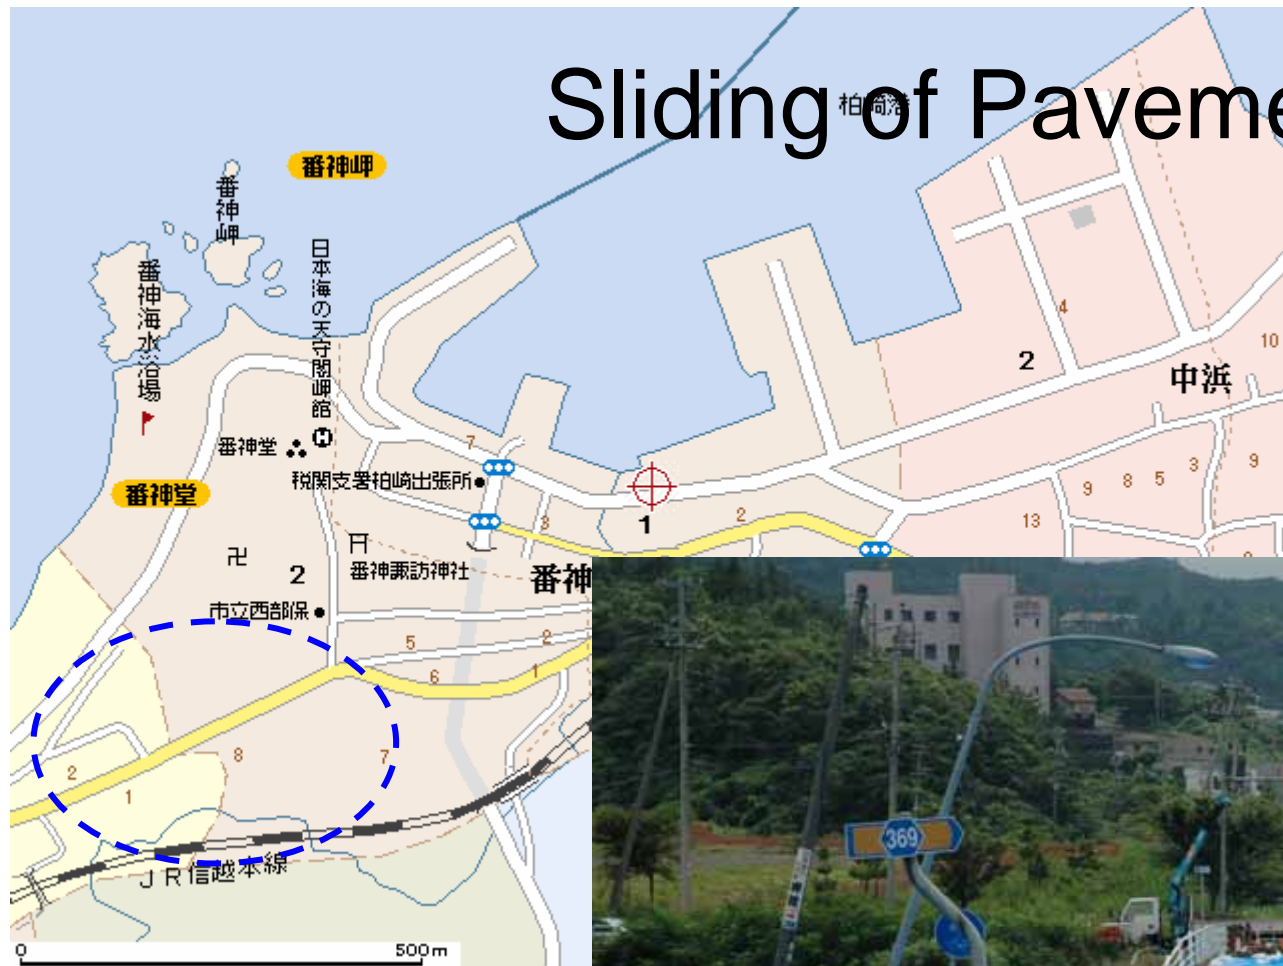 Sliding of Paveme
柏崎港
番神岬
番神岬
番神海水浴場
日本海の天守閣岬館
4
2
中浜
10
番神堂
7
税関支署柏崎出張所
番神堂
1
3
2
9
8
5
3
9
13
卍
2
番神諏訪神社
番神
市立西部保
5
2
6
1
8
7
2
1
369
JR信越本線
0
500m